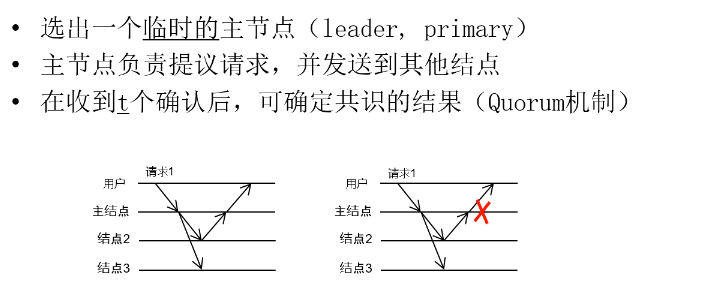 • 选出一个临时的主节点（leader, primary）
• 主节点负责提议请求，并发送到其他结点
• 在收到t个确认后，可确定共识的结果（Quorum机制）
请求1
用户
主结点
结点2
结点3
请求1
用户
主结点
结点2
结点3